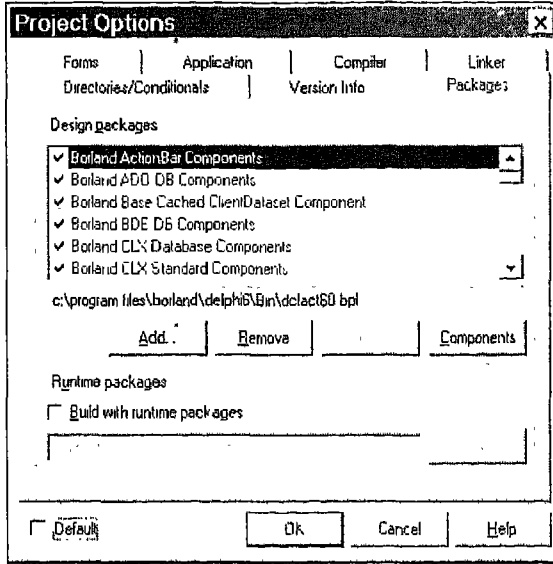 Project Options
Forms Application Compiler Linker
Directories/Conditionals Version Info Packages
Design packages
Borland ActionBar Components
Borland ADO DB Components
Borland Base Cached ClientDataset Component
Borland BDE DB Components
Borland CLX Database Components
Borland CLX Standard Components
c:\program files\borland\delphi6\Bin\dclact60.bpl
Add... Remove Components
Runtime packages
Build with runtime packages
Default OK Cancel Help